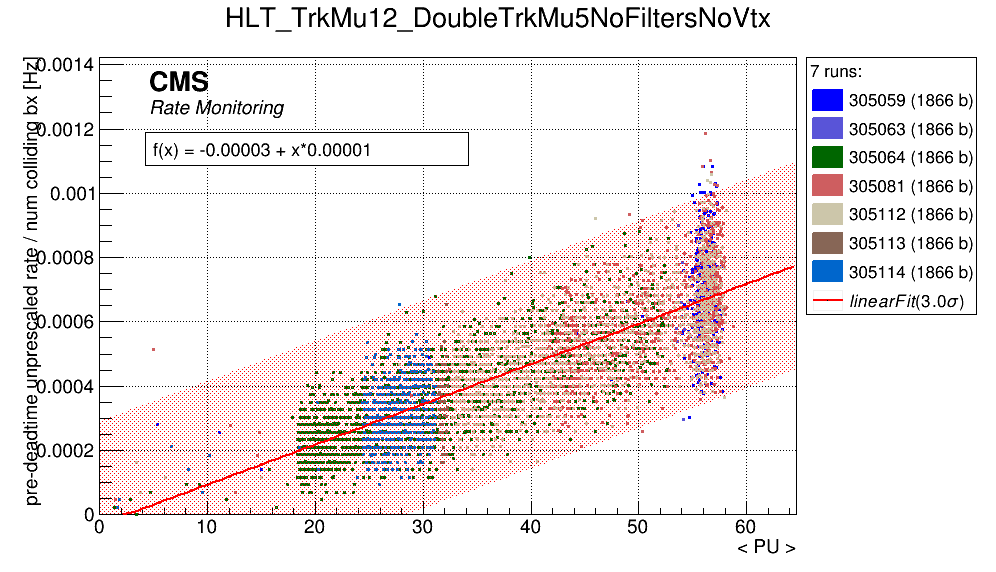 HLT_TrkMu12_DoubleTrkMu5NoFiltersNoVtx
pre-deadtime unprescaled rate / num colliding bx [Hz]
0.0014
0.0012
0.001
0.0008
0.0006
0.0004
0.0002
0
CMS
Rate Monitoring
f(x) = -0.00003 + x*0.00001
0 10 20 30 40 50 60
< PU >
7 runs:
305059 (1866 b)
305063 (1866 b)
305064 (1866 b)
305081 (1866 b)
305112 (1866 b)
305113 (1866 b)
305114 (1866 b)
linearFit(3.0σ)